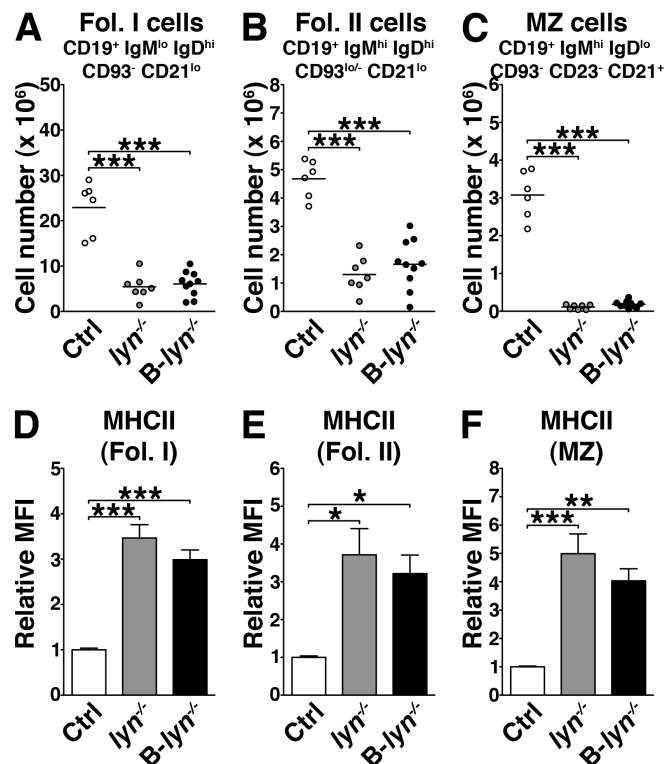 A
Fol. I cells
CD19⁺ IgMˡᵒ IgDʰⁱ
CD93⁻ CD21ˡᵒ
Cell number (x 10⁶)
50
40
30
20
10
0
***
***
Ctrl
lyn⁻/⁻
B-lyn⁻/⁻
B
Fol. II cells
CD19⁺ IgMʰⁱ IgDʰⁱ
CD93ˡᵒ/⁻ CD21ˡᵒ
Cell number (x 10⁶)
8
7
6
5
4
3
2
1
0
***
***
Ctrl
lyn⁻/⁻
B-lyn⁻/⁻
C
MZ cells
CD19⁺ IgMʰⁱ IgDˡᵒ
CD93⁻ CD23⁻ CD21⁺
Cell number (x 10⁶)
6
5
4
3
2
1
0
***
***
Ctrl
lyn⁻/⁻
B-lyn⁻/⁻
D
MHCII
(Fol. I)
Relative MFI
5
4
3
2
1
0
***
***
Ctrl
lyn⁻/⁻
B-lyn⁻/⁻
E
MHCII
(Fol. II)
Relative MFI
6
5
4
3
2
1
0
*
*
Ctrl
lyn⁻/⁻
B-lyn⁻/⁻
F
MHCII
(MZ)
Relative MFI
8
7
6
5
4
3
2
1
0
**
***
Ctrl
lyn⁻/⁻
B-lyn⁻/⁻